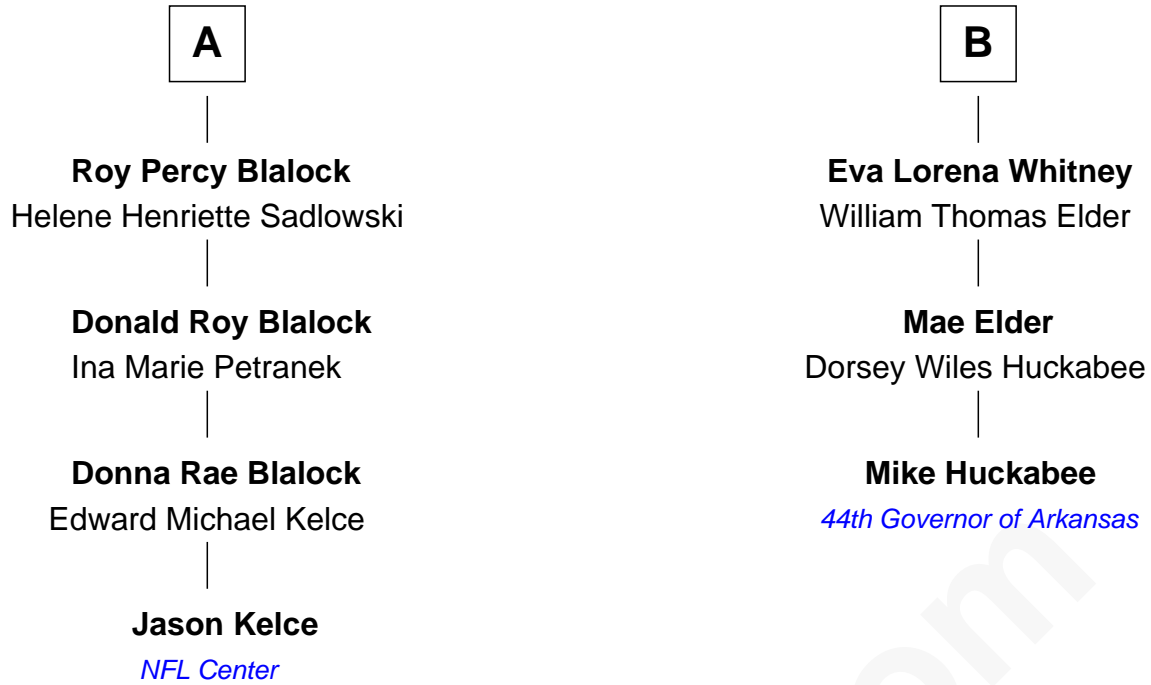 A
Roy Percy Blalock
Helene Henriette Sadlowski
Donald Roy Blalock
Ina Marie Petranek
Donna Rae Blalock
Edward Michael Kelce
Jason Kelce
NFL Center
B
Eva Lorena Whitney
William Thomas Elder
Mae Elder
Dorsey Wiles Huckabee
Mike Huckabee
44th Governor of Arkansas
om